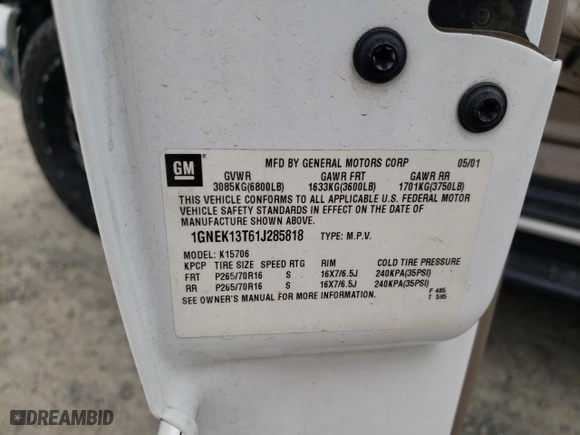 GM
MFD BY GENERAL MOTORS CORP 05/01
GVWR GAWR FRT GAWR RR
3085KG(6800LB) 1633KG(3600LB) 1701KG(3750LB)
THIS VEHICLE CONFORMS TO ALL APPLICABLE U.S. FEDERAL MOTOR
VEHICLE SAFETY STANDARDS IN EFFECT ON THE DATE OF
MANUFACTURE SHOWN ABOVE.
1GNEK13T61J285818 TYPE: M.P.V.
MODEL: K15706
KPCP TIRE SIZE SPEED RTG RIM COLD TIRE PRESSURE
FRT P265/70R16 S 16X7/6.5J 240KPA(35PSI)
RR P265/70R16 S 16X7/6.5J 240KPA(35PSI)
SEE OWNER'S MANUAL FOR MORE INFORMATION. F 485
T 595
DREAMBID